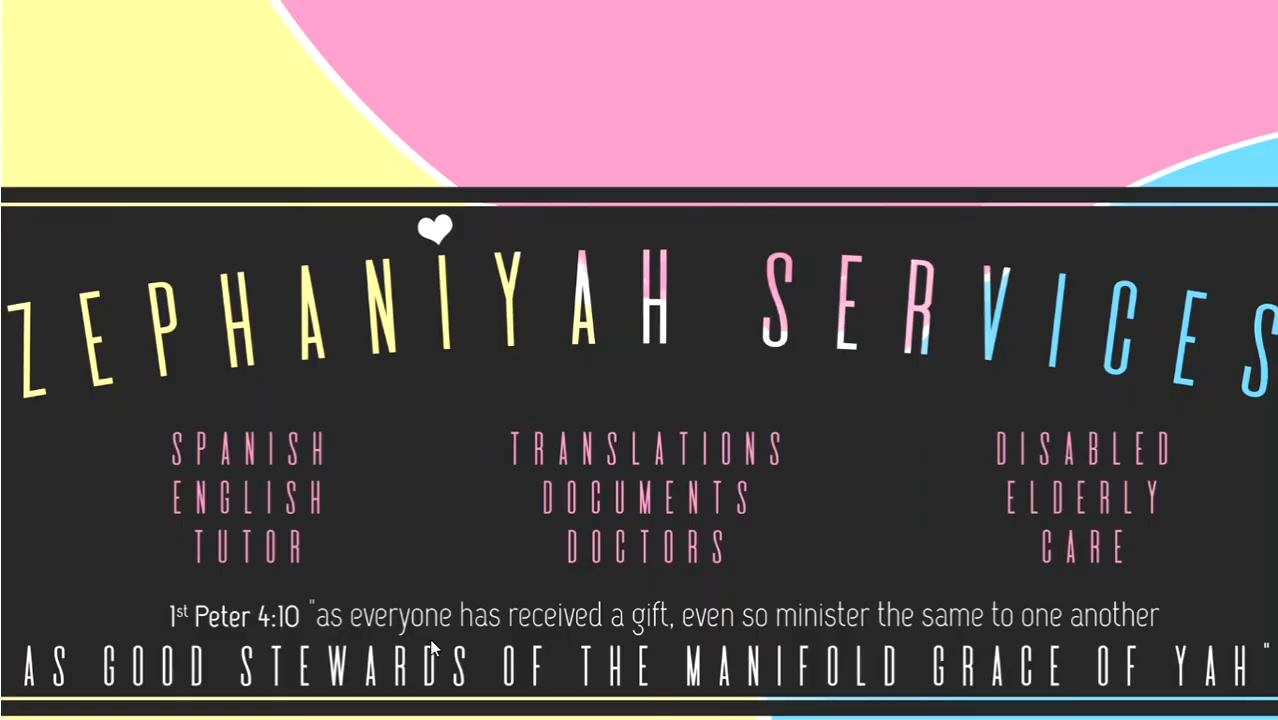 ZEPHANIYAH SERVICES
SPANISH
ENGLISH
TUTOR
TRANSLATIONS
DOCUMENTS
DOCTORS
DISABLED
ELDERLY
CARE
1st Peter 4:10 "as everyone has received a gift, even so minister the same to one another
AS GOOD STEWARDS OF THE MANIFOLD GRACE OF YAH"